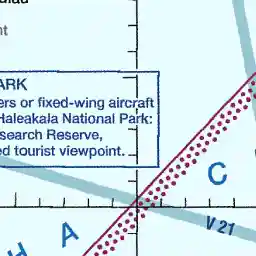 ARK
ers or fixed-wing aircraft
Haleakala National Park:
search Reserve,
ed tourist viewpoint.
C
V 21
H A